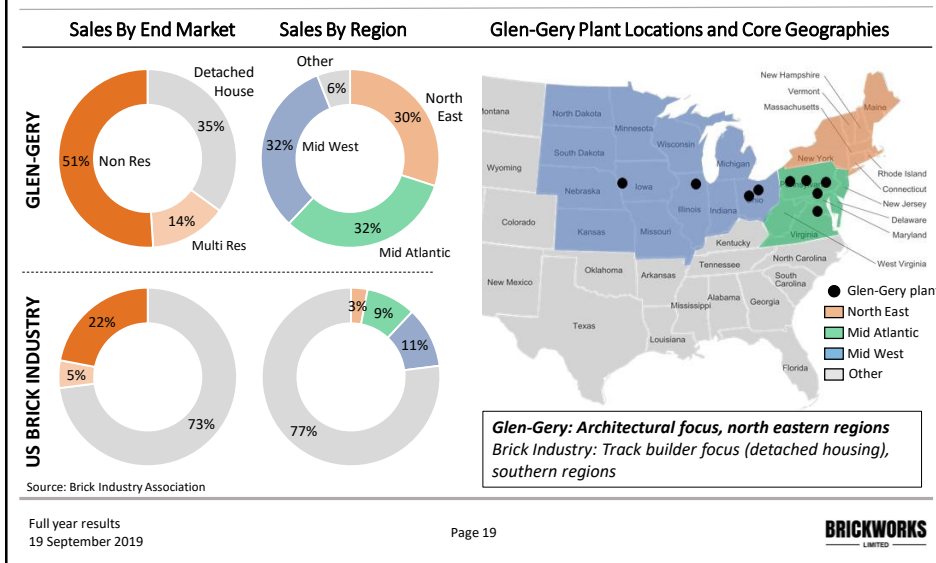 Sales By End Market
Sales By Region
Glen-Gery Plant Locations and Core Geographies
GLEN-GERY
Detached
House
35%
51%
Non Res
14%
Multi Res
Other
6%
North
East
30%
32%
Mid West
32%
Mid Atlantic
US BRICK INDUSTRY
22%
5%
73%
3%
9%
11%
77%
Source: Brick Industry Association
New Hampshire
Vermont
Massachusetts
Maine
ontana
North Dakota
Minnesota
Wisconsin
Michigan
New York
South Dakota
Wyoming
Rhode Island
Connecticut
New Jersey
Delaware
Maryland
West Virginia
Nebraska
Iowa
Illinois
Indiana
Colorado
Kansas
Missouri
Virginia
Kentucky
North Carolina
Tennessee
South
Carolina
Oklahoma
Arkansas
New Mexico
Mississippi
Alabama
Georgia
Texas
Louisiana
Florida
Glen-Gery plant
North East
Mid Atlantic
Mid West
Other
Glen-Gery: Architectural focus, north eastern regions
Brick Industry: Track builder focus (detached housing),
southern regions
Full year results
19 September 2019
Page 19
BRICKWORKS
LIMITED